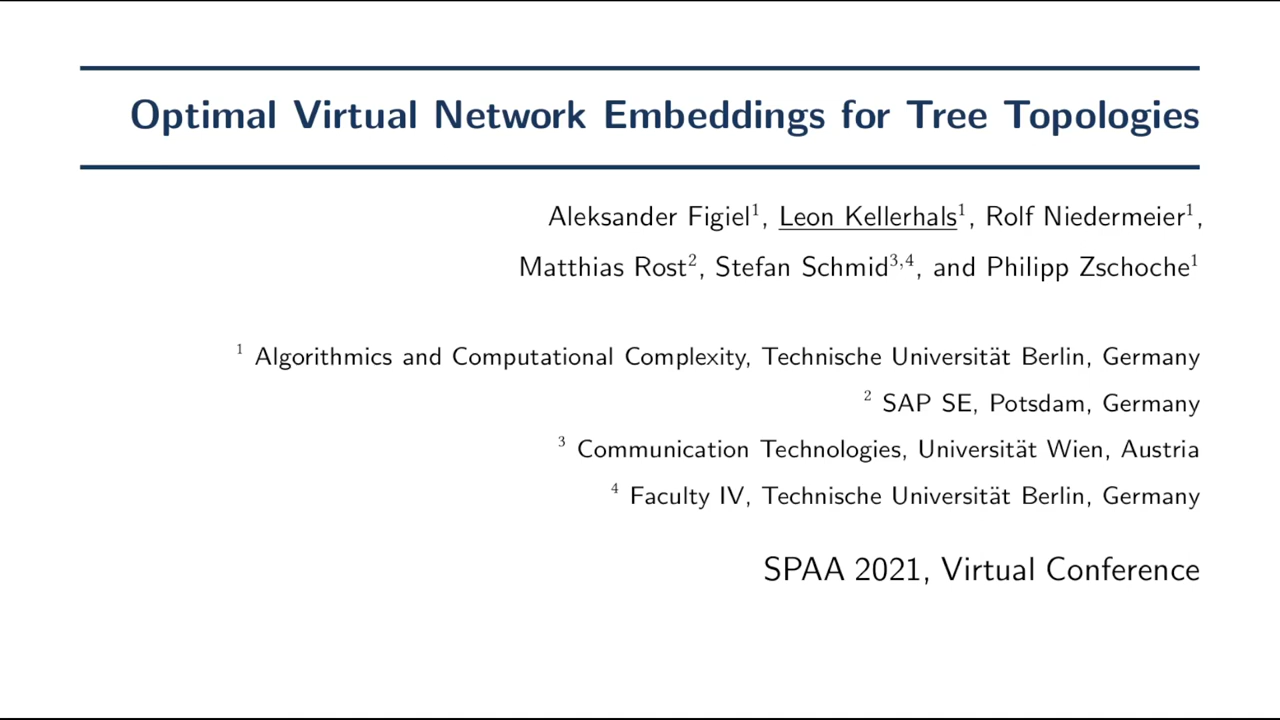 Optimal Virtual Network Embeddings for Tree Topologies
Aleksander Figiel¹, Leon Kellerhals¹, Rolf Niedermeier¹,
Matthias Rost², Stefan Schmid³,⁴, and Philipp Zschoche¹
¹ Algorithmics and Computational Complexity, Technische Universität Berlin, Germany
² SAP SE, Potsdam, Germany
³ Communication Technologies, Universität Wien, Austria
⁴ Faculty IV, Technische Universität Berlin, Germany
SPAA 2021, Virtual Conference